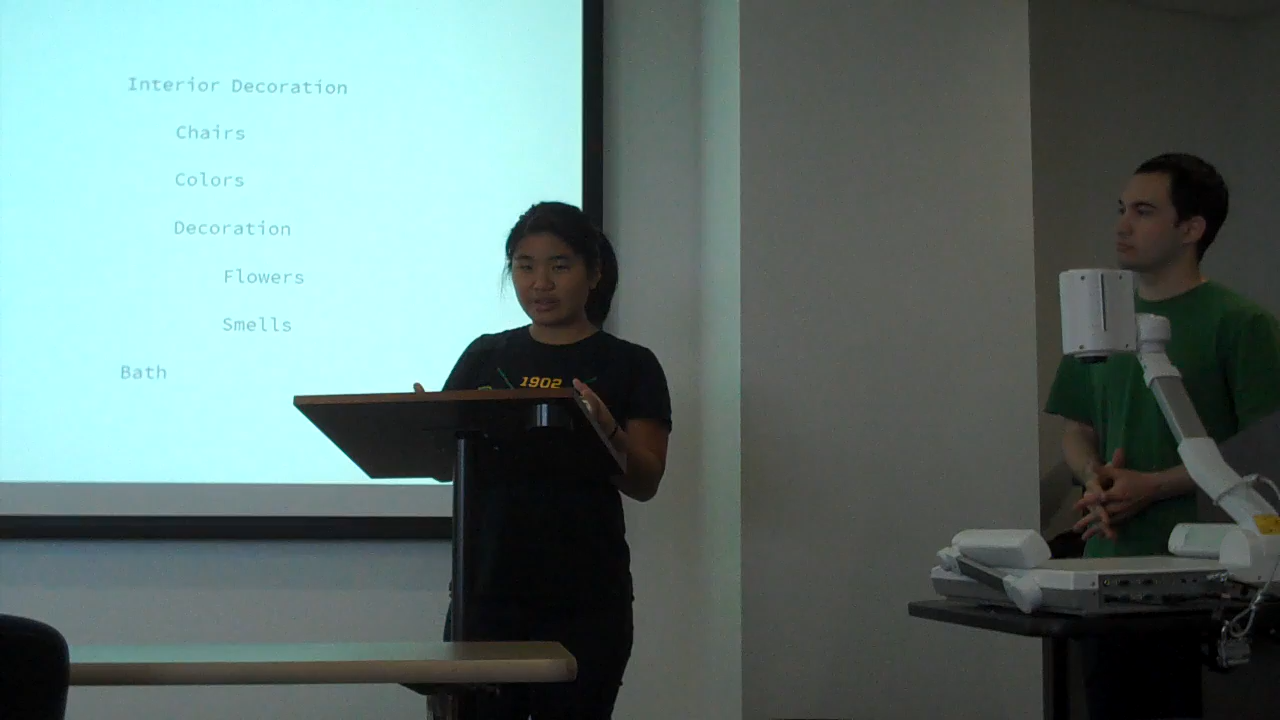 Interior Decoration
Chairs
Colors
Decoration
Flowers
Smells
Bath
1902